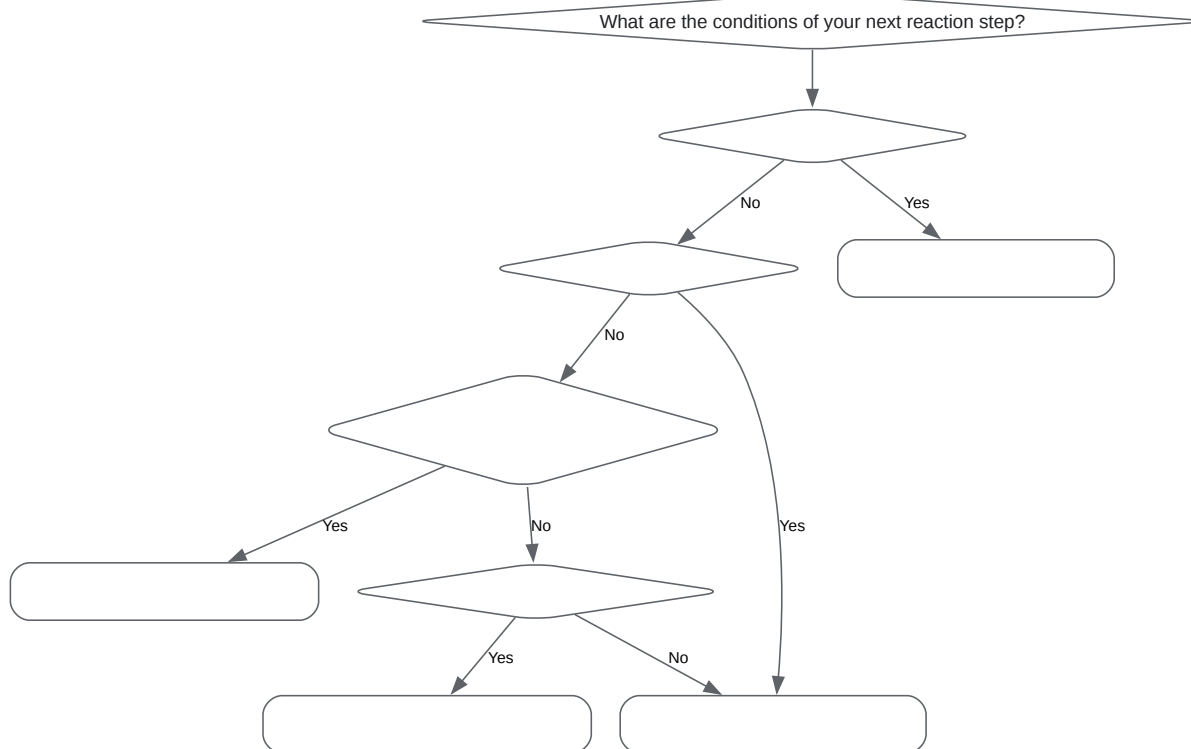 What are the conditions of your next reaction step?
No
Yes
No
Yes
No
Yes
Yes
No